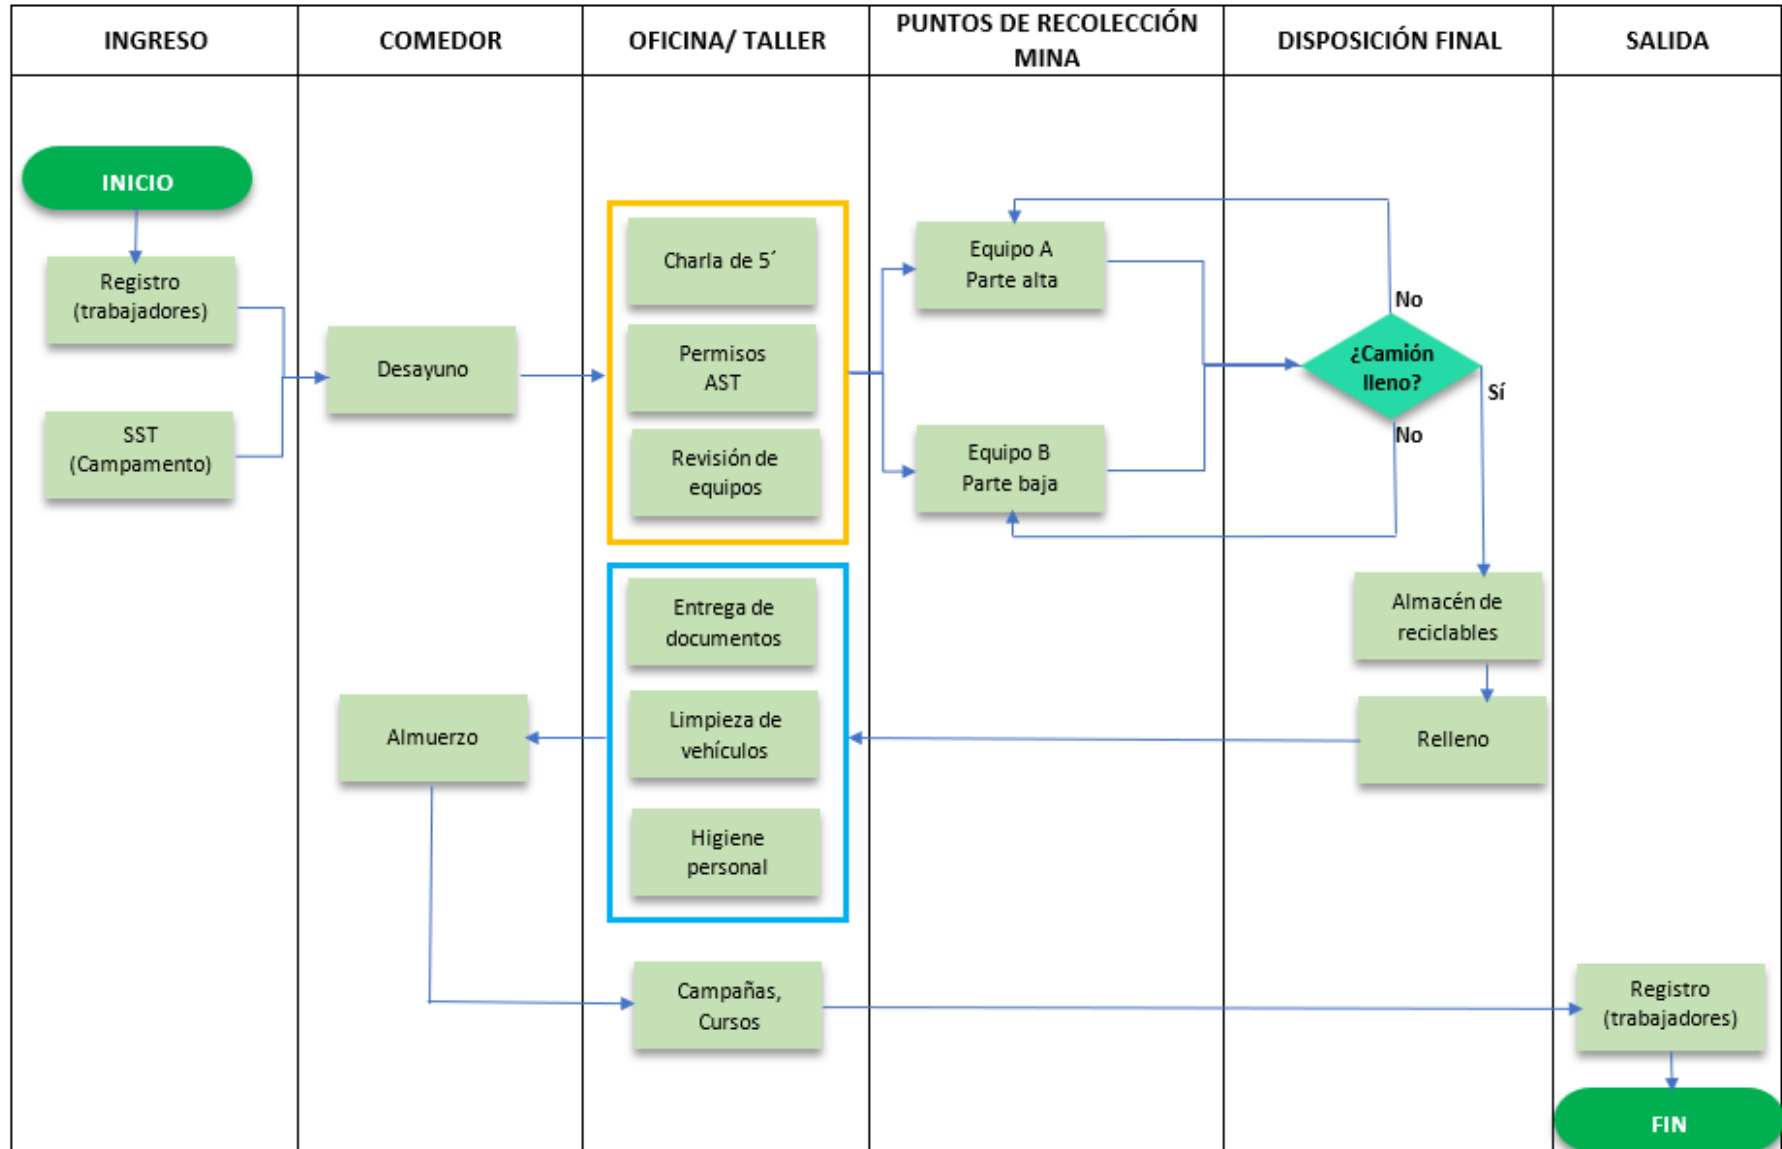 INGRESO
COMEDOR
OFICINA/ TALLER
PUNTOS DE RECOLECCIÓN
MINA
DISPOSICIÓN FINAL
SALIDA
INICIO
Registro
(trabajadores)
SST
(Campamento)
Desayuno
Charla de 5´
Permisos
AST
Revisión de
equipos
Equipo A
Parte alta
Equipo B
Parte baja
No
¿Camión
lleno?
Sí
No
Almacén de
reciclables
Relleno
Entrega de
documentos
Limpieza de
vehículos
Higiene
personal
Almuerzo
Campañas,
Cursos
Registro
(trabajadores)
FIN